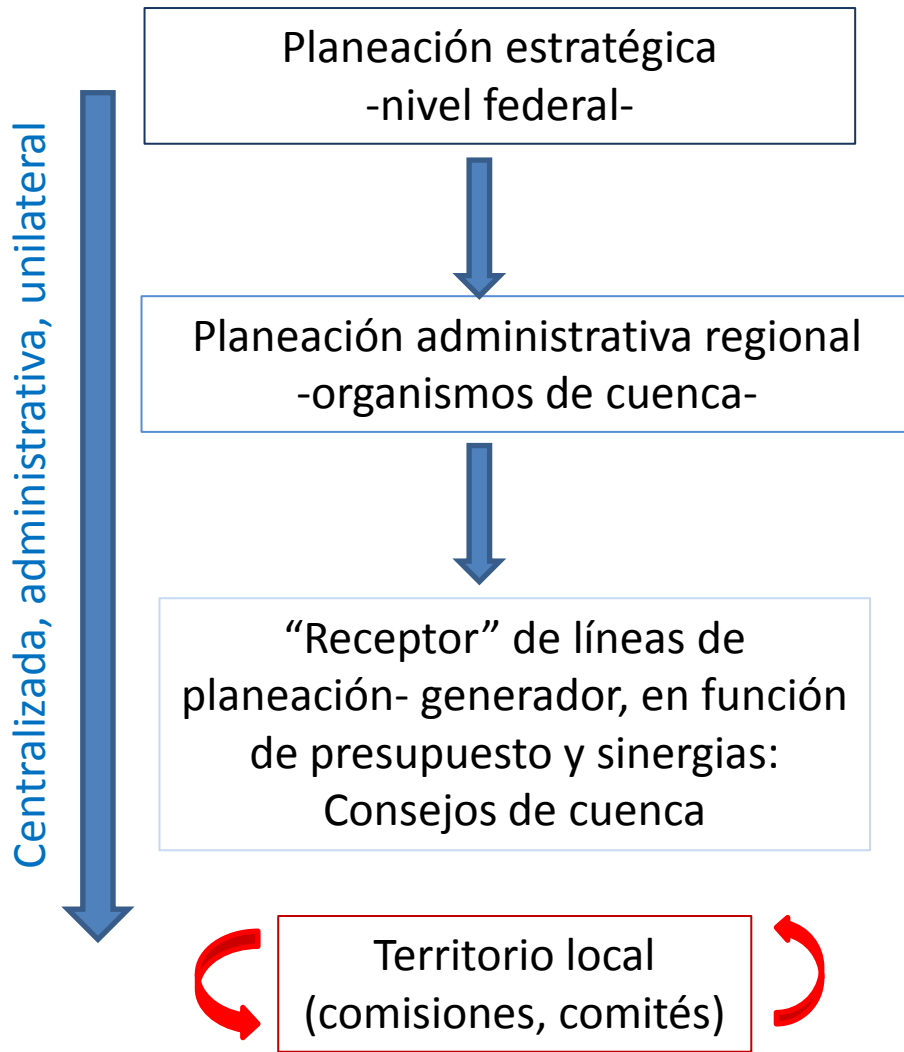 Planeación estratégica
-nivel federal-
Centralizada, administrativa, unilateral
Planeación administrativa regional
-organismos de cuenca-
“Receptor” de líneas de
planeación- generador, en función
de presupuesto y sinergias:
Consejos de cuenca
Territorio local
(comisiones, comités)